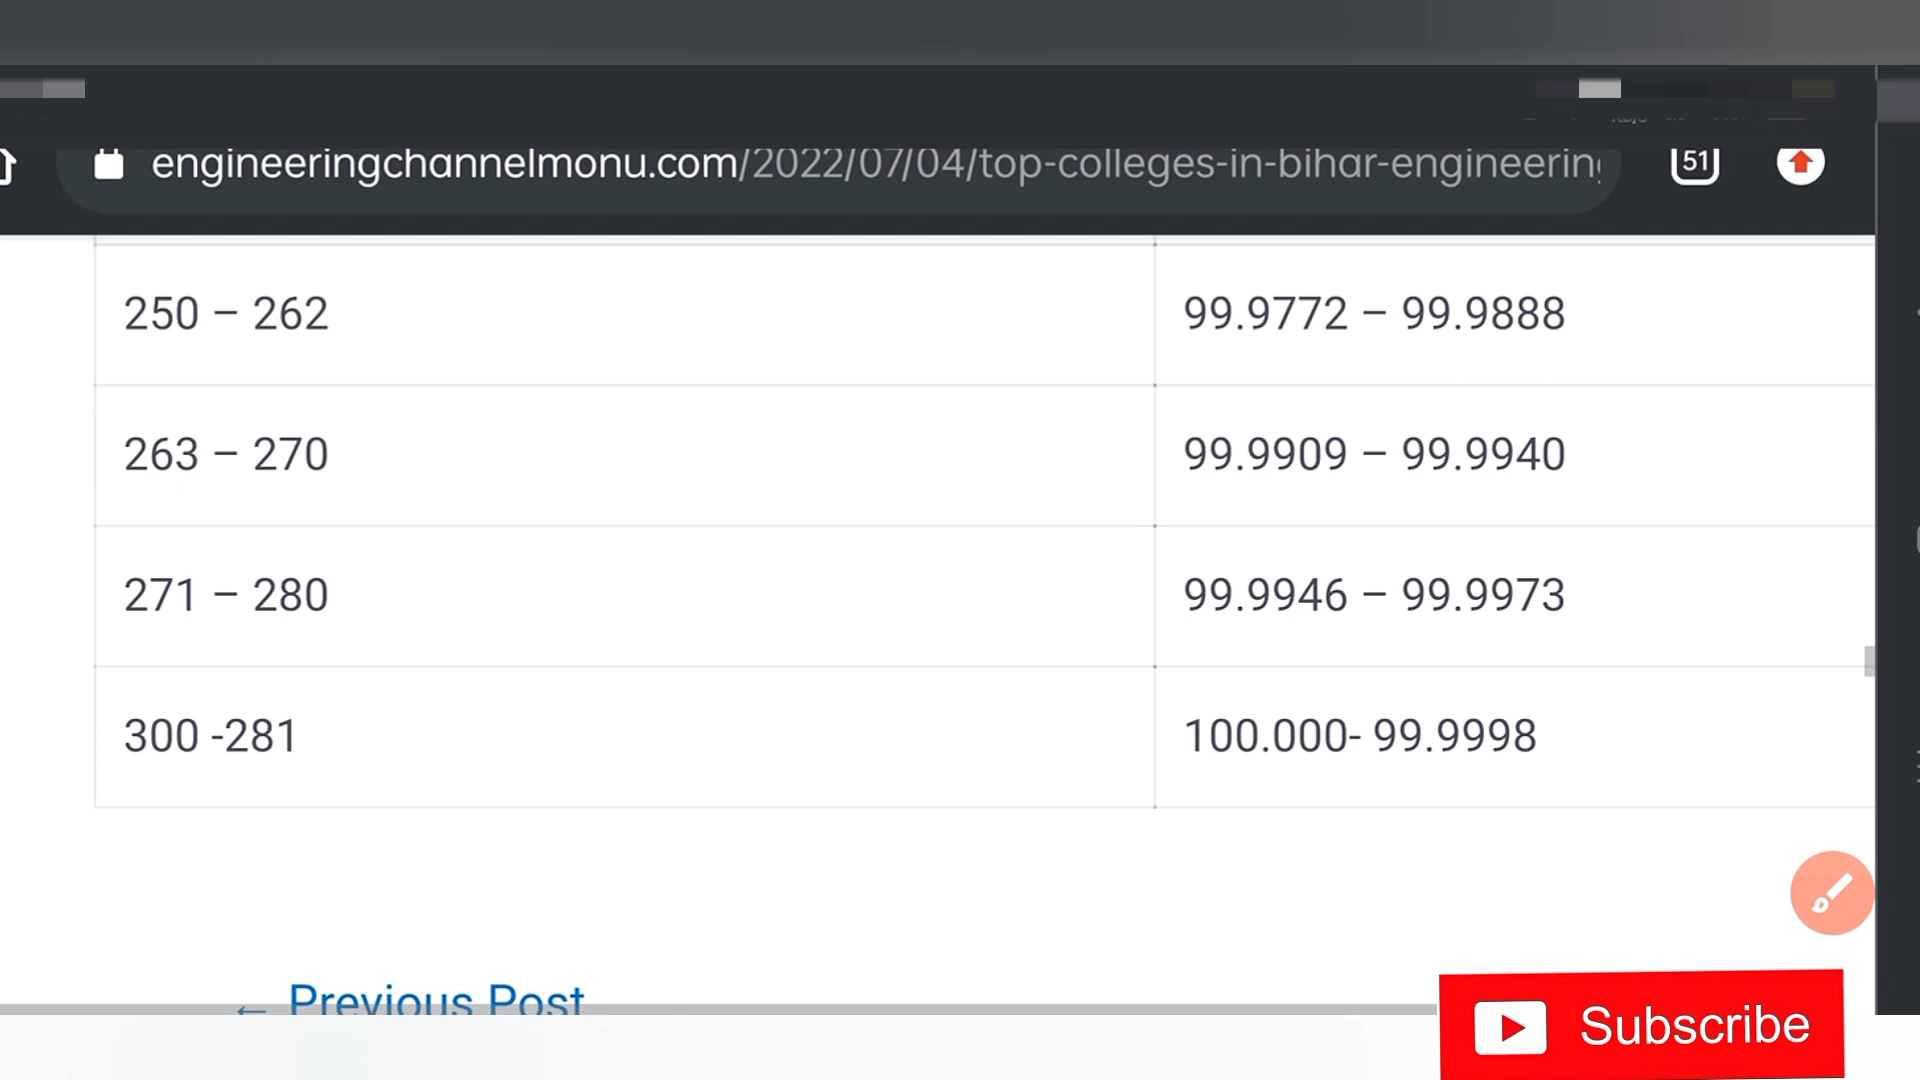 engineeringchannelmonu.com/2022/07/04/top-colleges-in-bihar-engineering
51
250 – 262 99.9772 – 99.9888
263 – 270 99.9909 – 99.9940
271 – 280 99.9946 – 99.9973
300 -281 100.000- 99.9998
← Previous Post
Subscribe